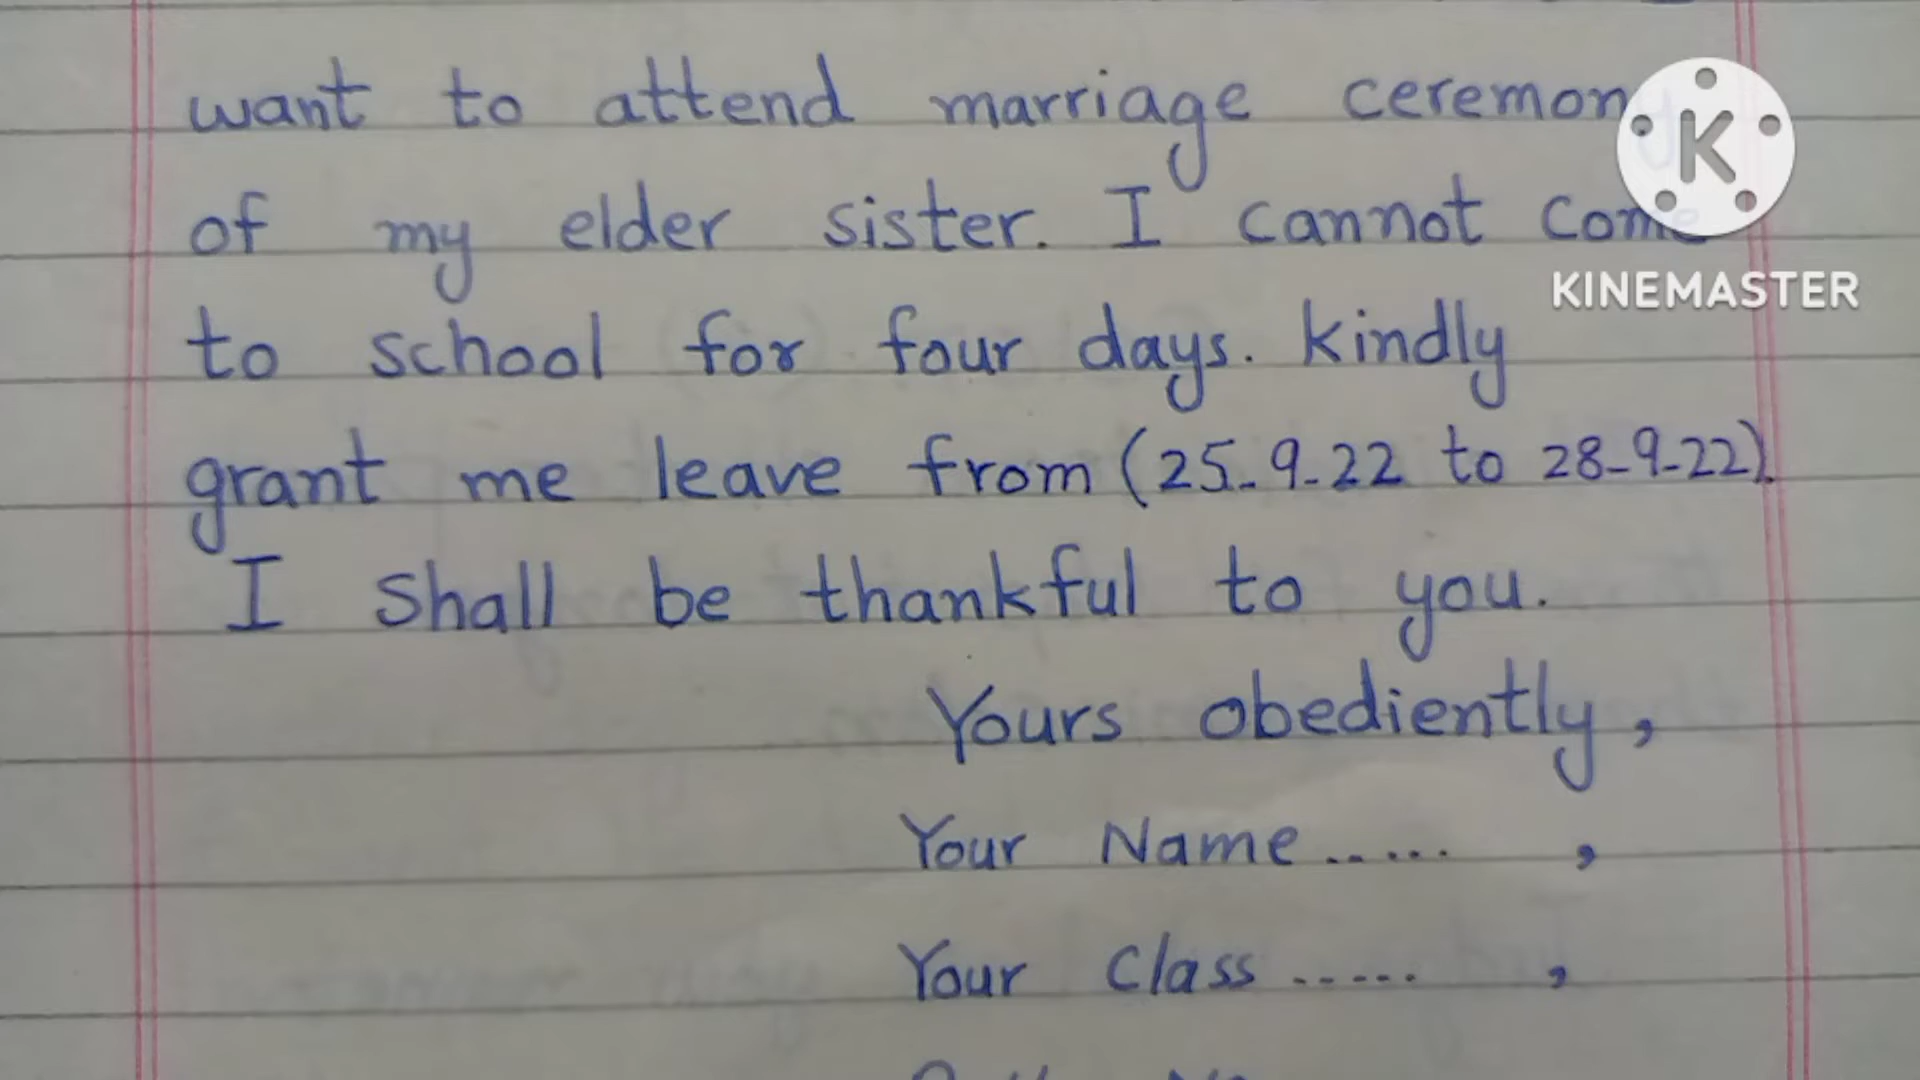 want to attend marriage ceremony
of my elder sister. I cannot come
to school for four days. Kindly
grant me leave from (25-9-22 to 28-9-22).
I shall be thankful to you.
Yours obediently,
Your Name ..... ,
Your Class ..... ,
KINEMASTER